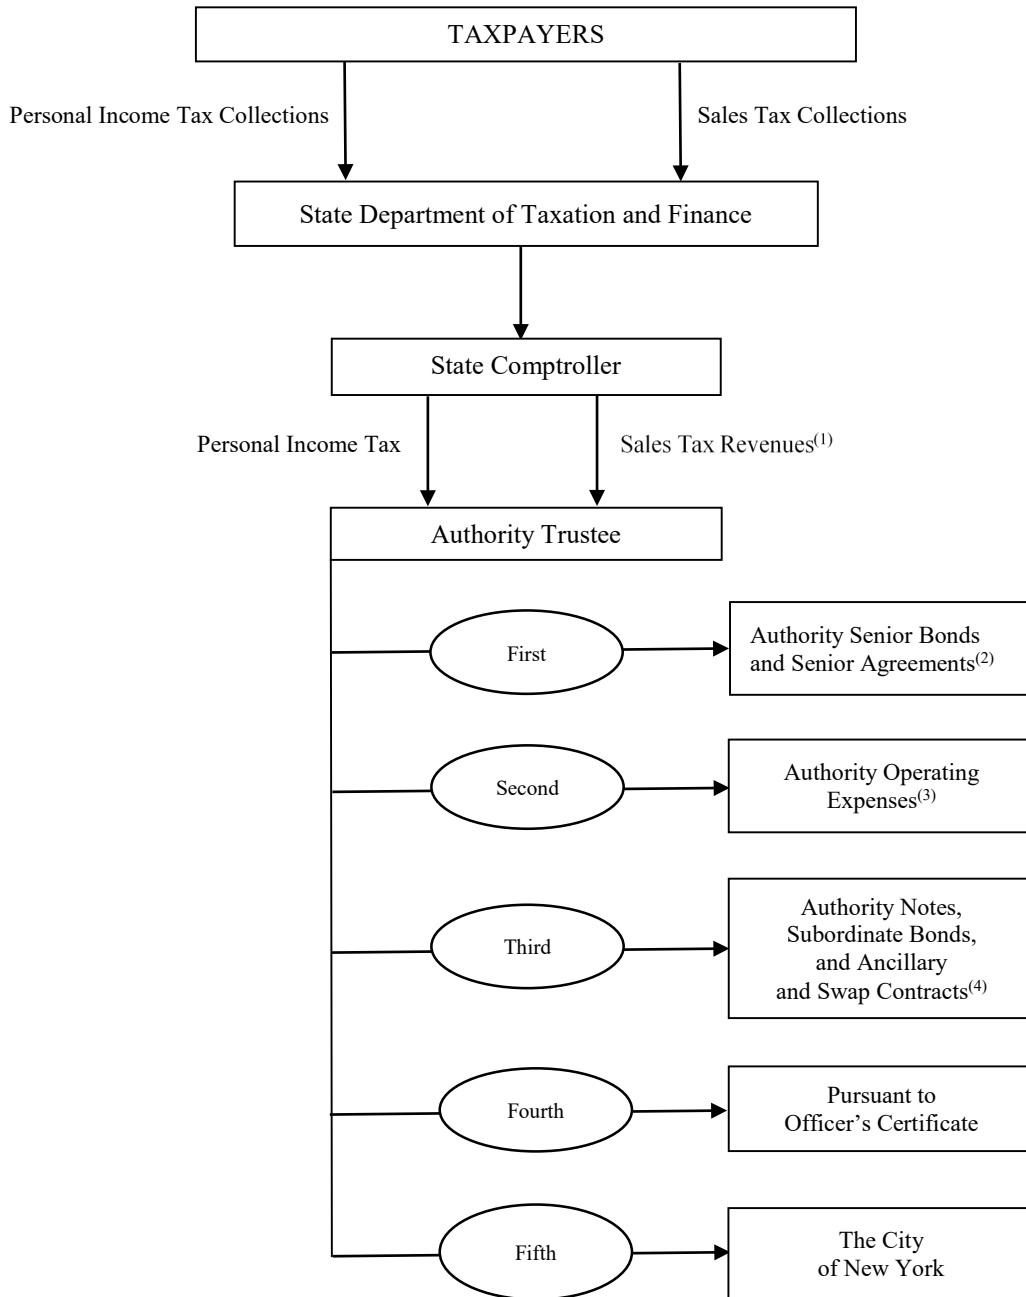 TAXPAYERS
Personal Income Tax Collections
Sales Tax Collections
State Department of Taxation and Finance
State Comptroller
Personal Income Tax
Sales Tax Revenues(1)
Authority Trustee
First
Authority Senior Bonds
and Senior Agreements(2)
Second
Authority Operating
Expenses(3)
Third
Authority Notes,
Subordinate Bonds,
and Ancillary
and Swap Contracts(4)
Fourth
Pursuant to
Officer’s Certificate
Fifth
The City
of New York